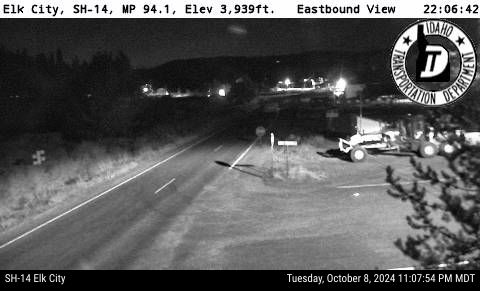 Elk City, SH-14, MP 94.1, Elev 3,939ft. Eastbound View 22:06:42
IDAHO
TRANSPORTATION DEPARTMENT
SH-14 Elk City Tuesday, October 8, 2024 11:07:54 PM MDT